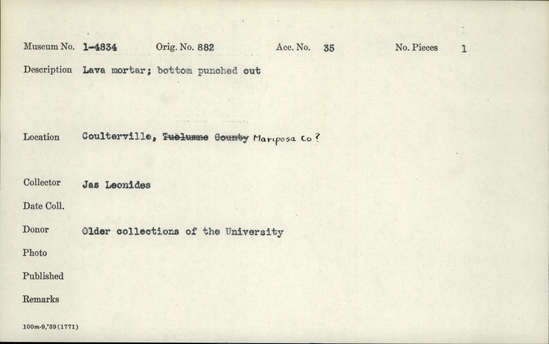 Museum No. 1-4834 Orig. No. 882 Acc. No. 35 No. Pieces 1
Description Lava mortar; bottom punched out
Location Coulterville, Tuolumne County Mariposa Co?
Collector Jas Leonides
Date Coll.
Donor Older collections of the University
Photo
Published
Remarks
100m-9,'39(1771)